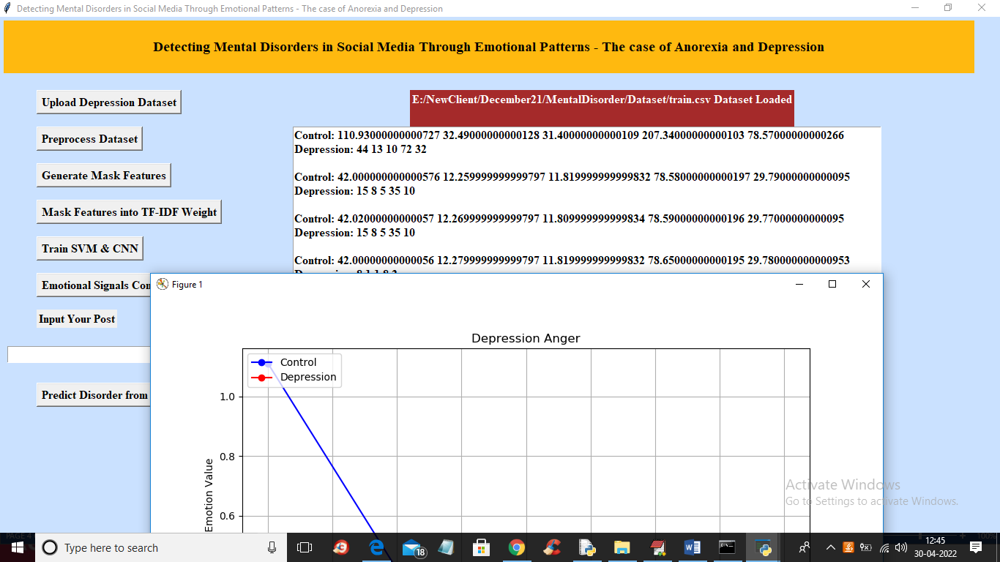 Detecting Mental Disorders in Social Media Through Emotional Patterns - The case of Anorexia and Depression
Detecting Mental Disorders in Social Media Through Emotional Patterns - The case of Anorexia and Depression
Upload Depression Dataset
E:/NewClient/December21/MentalDisorder/Dataset/train.csv Dataset Loaded
Preprocess Dataset
Generate Mask Features
Mask Features into TF-IDF Weight
Train SVM & CNN
Emotional Signals Con
Input Your Post
Predict Disorder from
Control: 110.93000000000727 32.49000000000128 31.40000000000109 207.34000000000103 78.57000000000266
Depression: 44 13 10 72 32
Control: 42.000000000000576 12.259999999999797 11.819999999999832 78.58000000000197 29.79000000000095
Depression: 15 8 5 35 10
Control: 42.02000000000057 12.269999999999797 11.809999999999834 78.59000000000196 29.77000000000095
Depression: 15 8 5 35 10
Control: 42.00000000000056 12.279999999999797 11.819999999999832 78.65000000000195 29.780000000000953
Figure 1
Depression Anger
Control
Depression
1.0
0.8
0.6
Emotion Value
Activate Windows
Go to Settings to activate Windows.
PAGE 4
100%
Type here to search
18
12:45
30-04-2022